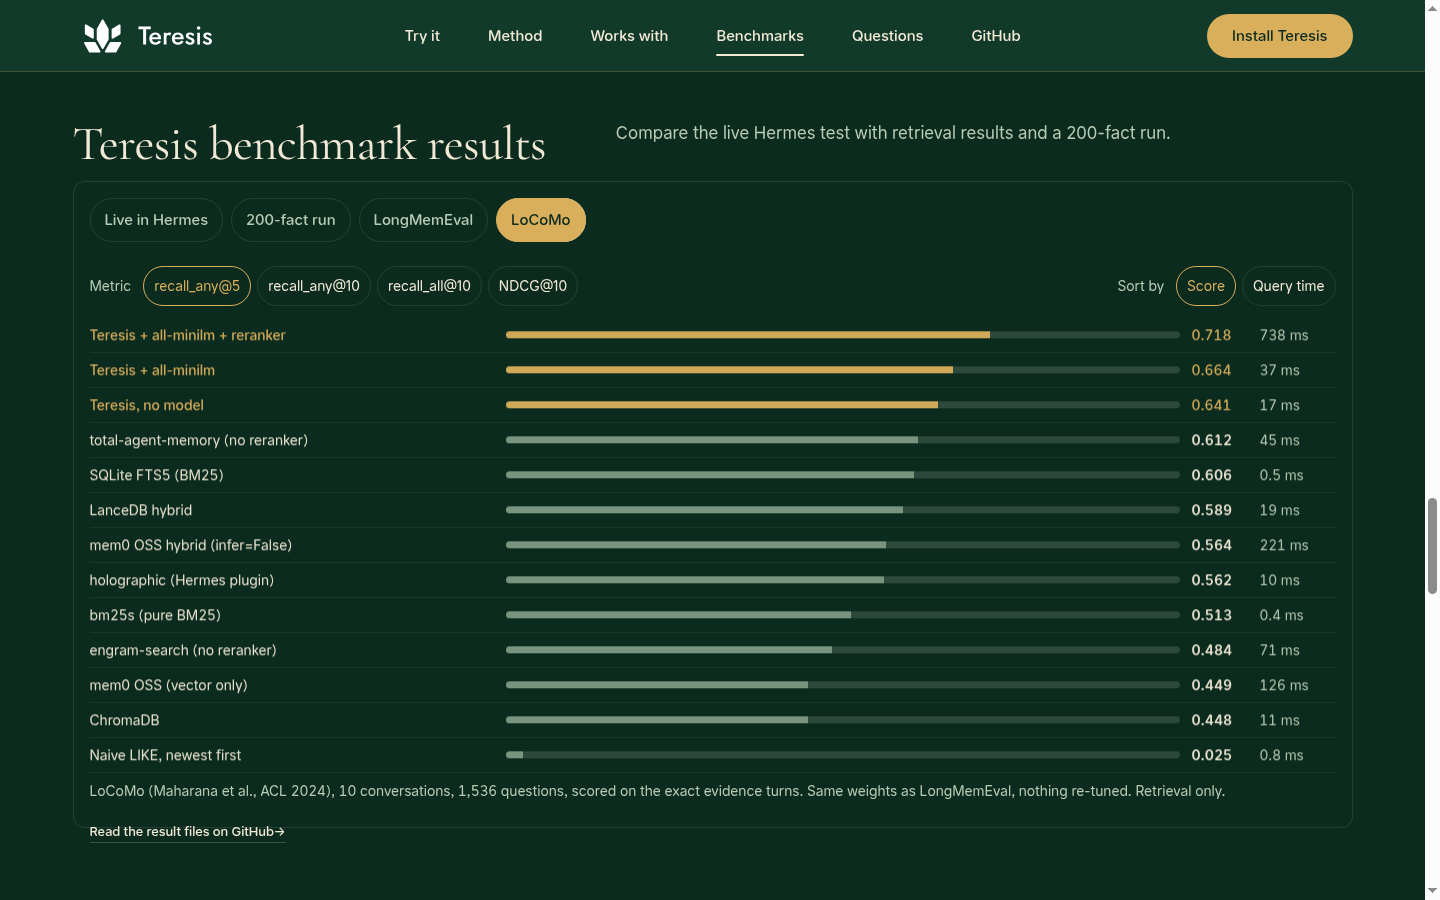 Teresis
Try it
Method
Works with
Benchmarks
Questions
GitHub
Install Teresis
Teresis benchmark results
Compare the live Hermes test with retrieval results and a 200-fact run.
Live in Hermes
200-fact run
LongMemEval
LoCoMo
Metric
recall_any@5
recall_any@10
recall_all@10
NDCG@10
Sort by
Score
Query time
Teresis + all-minilm + reranker 0.718 738 ms
Teresis + all-minilm 0.664 37 ms
Teresis, no model 0.641 17 ms
total-agent-memory (no reranker) 0.612 45 ms
SQLite FTS5 (BM25) 0.606 0.5 ms
LanceDB hybrid 0.589 19 ms
mem0 OSS hybrid (infer=False) 0.564 221 ms
holographic (Hermes plugin) 0.562 10 ms
bm25s (pure BM25) 0.513 0.4 ms
engram-search (no reranker) 0.484 71 ms
mem0 OSS (vector only) 0.449 126 ms
ChromaDB 0.448 11 ms
Naive LIKE, newest first 0.025 0.8 ms
LoCoMo (Maharana et al., ACL 2024), 10 conversations, 1,536 questions, scored on the exact evidence turns. Same weights as LongMemEval, nothing re-tuned. Retrieval only.
Read the result files on GitHub→